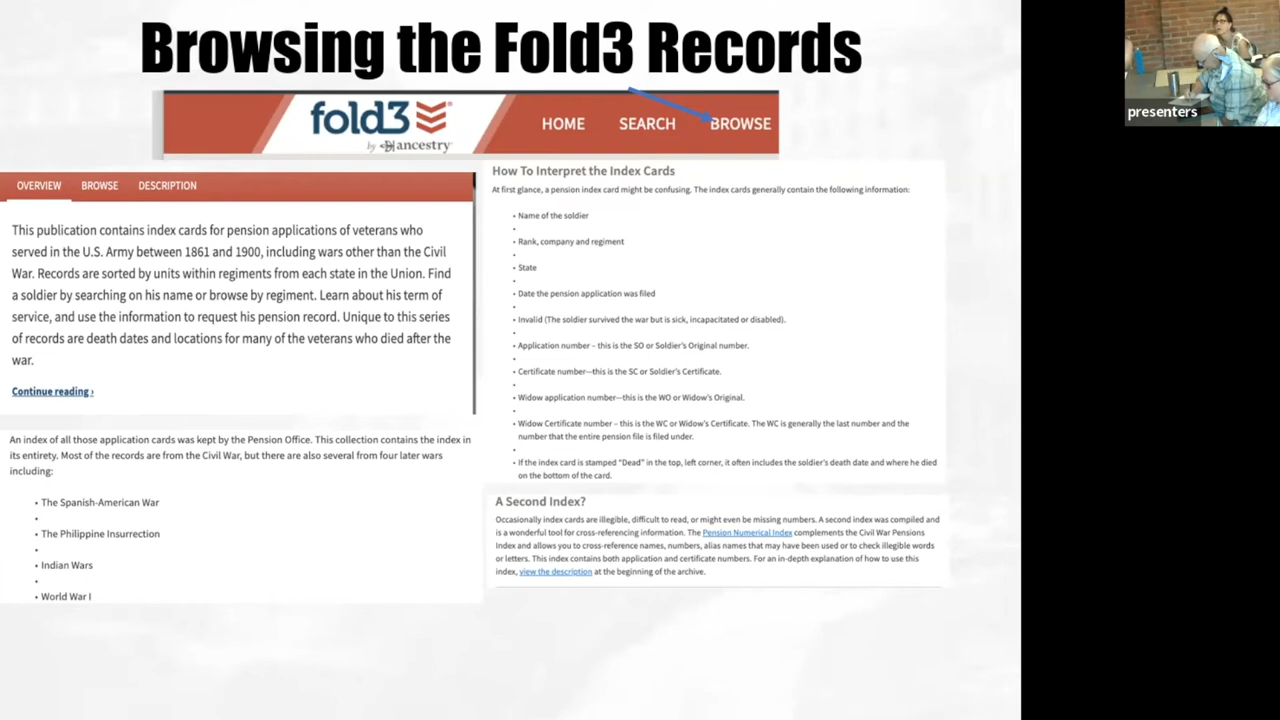 Browsing the Fold3 Records
fold3
by ancestry
HOME SEARCH BROWSE
OVERVIEW BROWSE DESCRIPTION
This publication contains index cards for pension applications of veterans who
served in the U.S. Army between 1861 and 1900, including wars other than the Civil
War. Records are sorted by units within regiments from each state in the Union. Find
a soldier by searching on his name or browse by regiment. Learn about his term of
service, and use the information to request his pension record. Unique to this series
of records are death dates and locations for many of the veterans who died after the
war.
Continue reading ›
An index of all those application cards was kept by the Pension Office. This collection contains the index in
its entirety. Most of the records are from the Civil War, but there are also several from four later wars
including:
• The Spanish-American War
•
• The Philippine Insurrection
•
• Indian Wars
•
• World War I
How To Interpret the Index Cards
At first glance, a pension index card might be confusing. The index cards generally contain the following information:
• Name of the soldier
•
• Rank, company and regiment
•
• State
•
• Date the pension application was filed
•
• Invalid (The soldier survived the war but is sick, incapacitated or disabled).
•
• Application number – this is the SO or Soldier's Original number.
•
• Certificate number—this is the SC or Soldier's Certificate.
•
• Widow application number—this is the WO or Widow's Original.
•
• Widow Certificate number – this is the WC or Widow's Certificate. The WC is generally the last number and the
number that the entire pension file is filed under.
•
• If the index card is stamped "Dead" in the top, left corner, it often includes the soldier's death date and where he died
on the bottom of the card.
A Second Index?
Occasionally index cards are illegible, difficult to read, or might even be missing numbers. A second index was compiled and
is a wonderful tool for cross-referencing information. The Pension Numerical Index complements the Civil War Pensions
Index and allows you to cross-reference names, numbers, alias names that may have been used or to check illegible words
or letters. This index contains both application and certificate numbers. For an in-depth explanation of how to use this
index, view the description at the beginning of the archive.
presenters